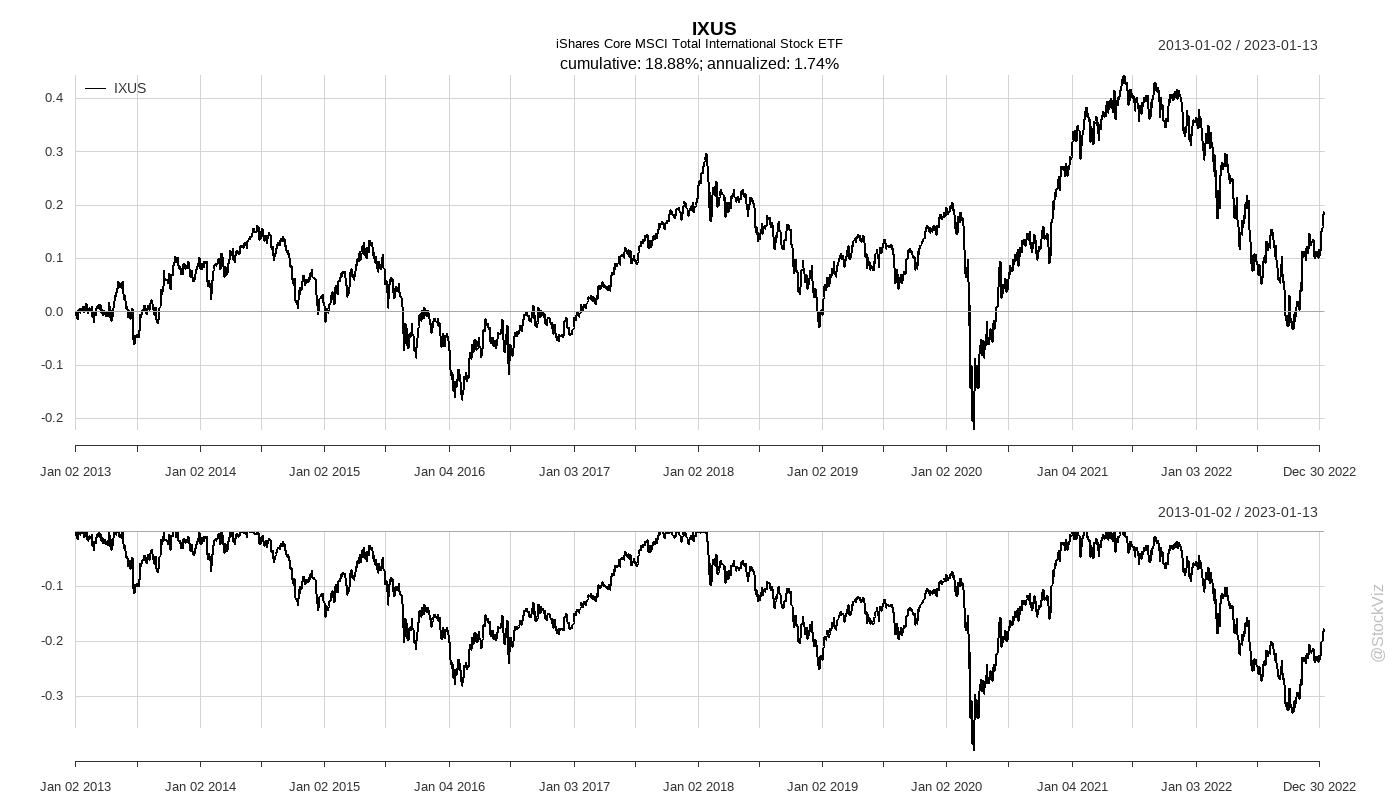 IXUS
iShares Core MSCI Total International Stock ETF
2013-01-02 / 2023-01-13
cumulative: 18.88%; annualized: 1.74%
IXUS
0.4
0.3
0.2
0.1
0.0
-0.1
-0.2
Jan 02 2013 Jan 02 2014 Jan 02 2015 Jan 04 2016 Jan 03 2017 Jan 02 2018 Jan 02 2019 Jan 02 2020 Jan 04 2021 Jan 03 2022 Dec 30 2022
2013-01-02 / 2023-01-13
-0.1
-0.2
-0.3
Jan 02 2013 Jan 02 2014 Jan 02 2015 Jan 04 2016 Jan 03 2017 Jan 02 2018 Jan 02 2019 Jan 02 2020 Jan 04 2021 Jan 03 2022 Dec 30 2022
@StockViz